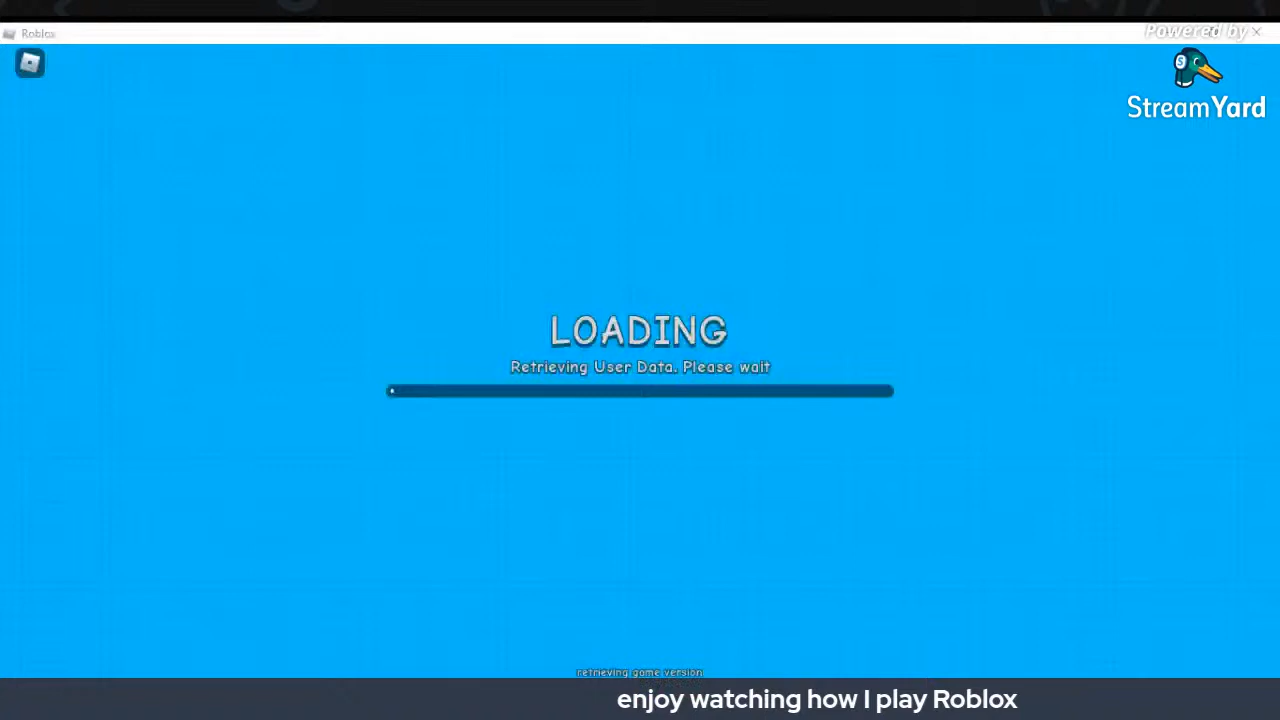 Roblox
Powered by
StreamYard
LOADING
Retrieving User Data. Please wait
retrieving game version
enjoy watching how I play Roblox